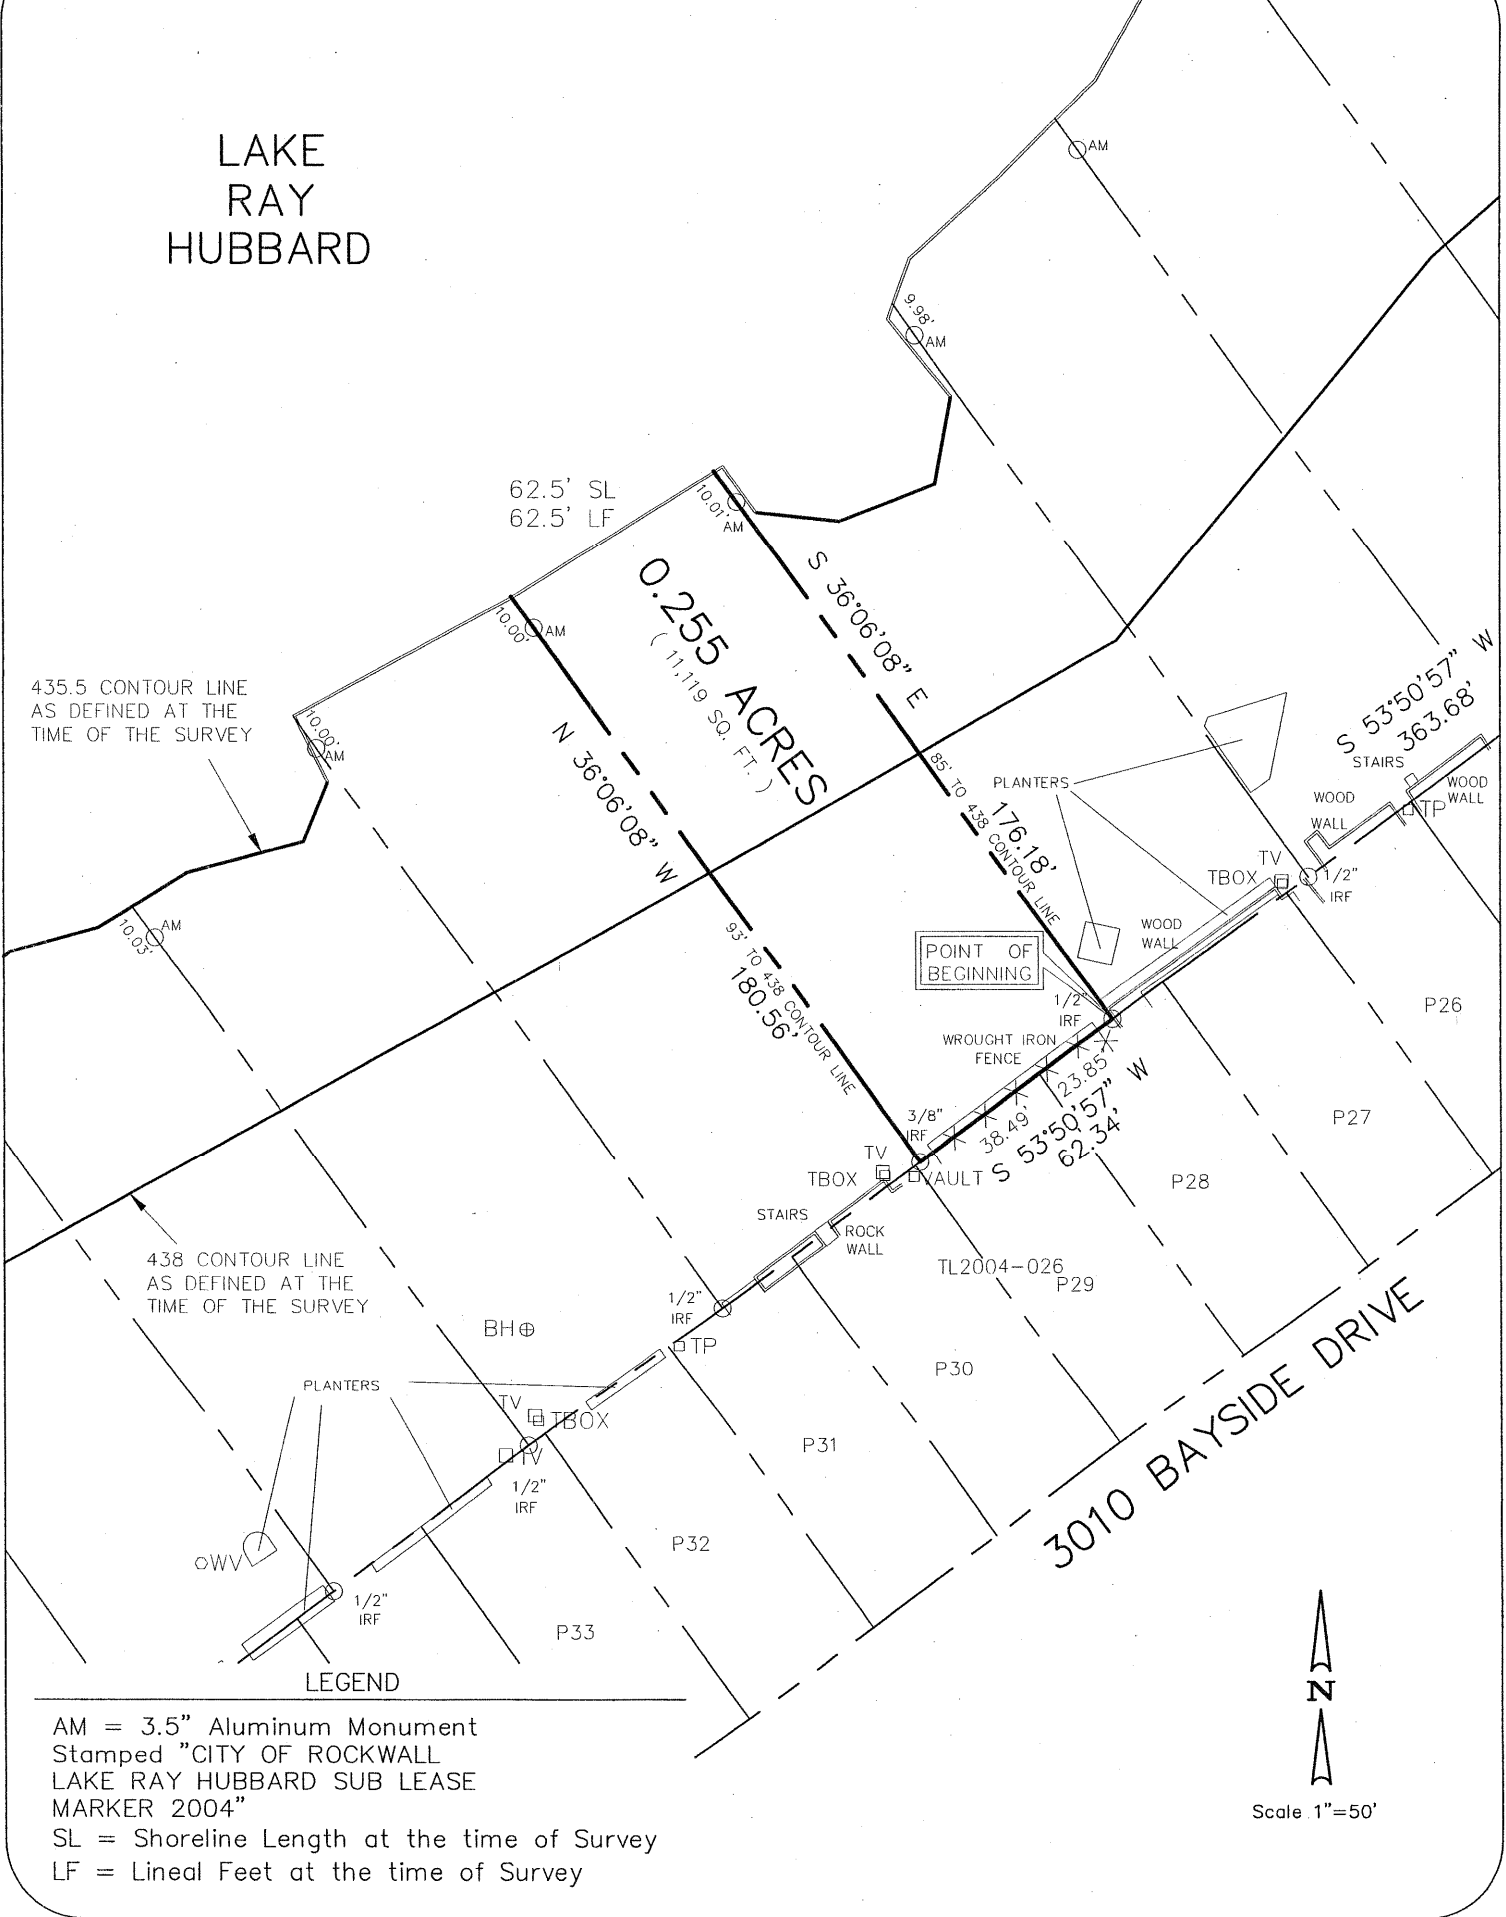 LAKE
RAY
HUBBARD
AM
9.98'
AM
62.5' SL
62.5' LF
10.01'
AM
10.00'
AM
0.255 ACRES
( 11,119 SQ. FT. )
S 36°06'08" E
N 36°06'08" W
435.5 CONTOUR LINE
AS DEFINED AT THE
TIME OF THE SURVEY
10.00'
AM
S 53°50'57" W
363.68'
STAIRS
WOOD
WALL
WOOD
WALL
TP
PLANTERS
85' TO 438 CONTOUR LINE
176.18'
TV
TBOX
1/2"
IRF
AM
10.03'
93' TO 438 CONTOUR LINE
180.56'
WOOD
WALL
POINT OF
BEGINNING
1/2"
IRF
WROUGHT IRON
FENCE
23.85'
38.49'
S 53°50'57" W
62.34'
3/8"
IRF
TV
TBOX
VAULT
P26
P27
P28
STAIRS
ROCK
WALL
TL2004-026
P29
438 CONTOUR LINE
AS DEFINED AT THE
TIME OF THE SURVEY
1/2"
IRF
BH
TP
P30
PLANTERS
TV
TBOX
TV
1/2"
IRF
P31
3010 BAYSIDE DRIVE
WV
1/2"
IRF
P32
P33
LEGEND
AM = 3.5" Aluminum Monument
Stamped "CITY OF ROCKWALL
LAKE RAY HUBBARD SUB LEASE
MARKER 2004"
SL = Shoreline Length at the time of Survey
LF = Lineal Feet at the time of Survey
N
Scale 1"=50'